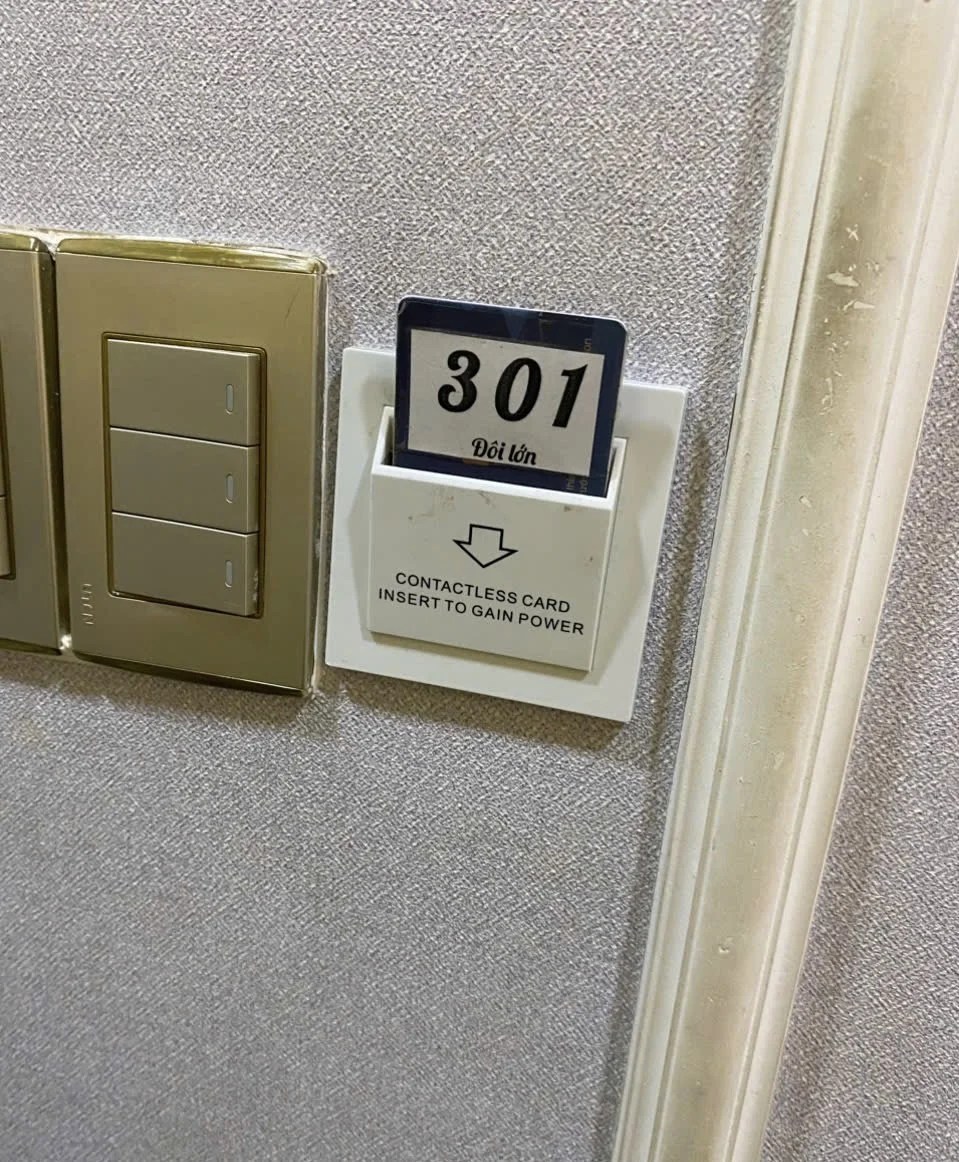 301
Đôi lớn
CONTACTLESS CARD
INSERT TO GAIN POWER